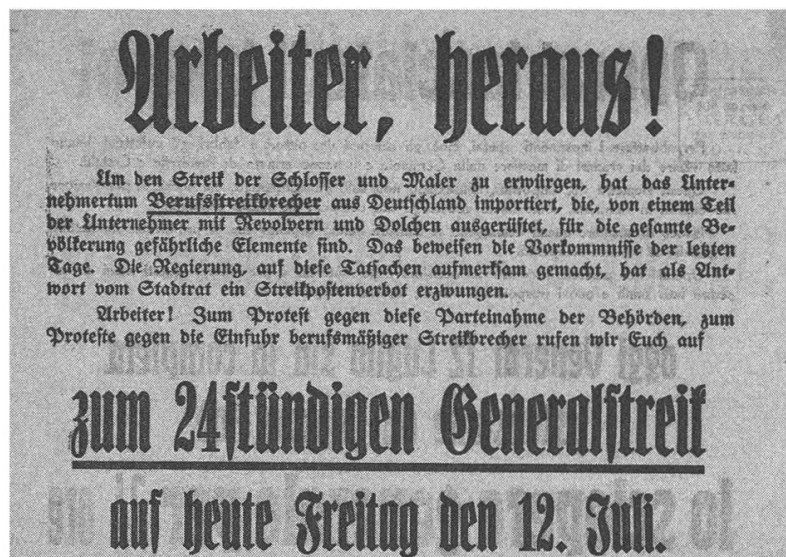 Arbeiter, heraus!
Um den Streik der Schlosser und Maler zu erwürgen, hat das Unter-
nehmertum Berufsstreikbrecher aus Deutschland importiert, die, von einem Teil
der Unternehmer mit Revolvern und Dolchen ausgerüstet, für die gesamte Be-
völkerung gefährliche Elemente sind. Das beweisen die Vorkommnisse der letzten
Tage. Die Regierung, auf diese Tatsachen aufmerksam gemacht, hat als Ant-
wort vom Stadtrat ein Streikpostenverbot erzwungen.
Arbeiter! Zum Protest gegen diese Parteinahme der Behörden, zum
Proteste gegen die Einfuhr berufsmäßiger Streikbrecher rufen wir Euch auf
zum 24stündigen Generalstreik
auf heute Freitag den 12. Juli.